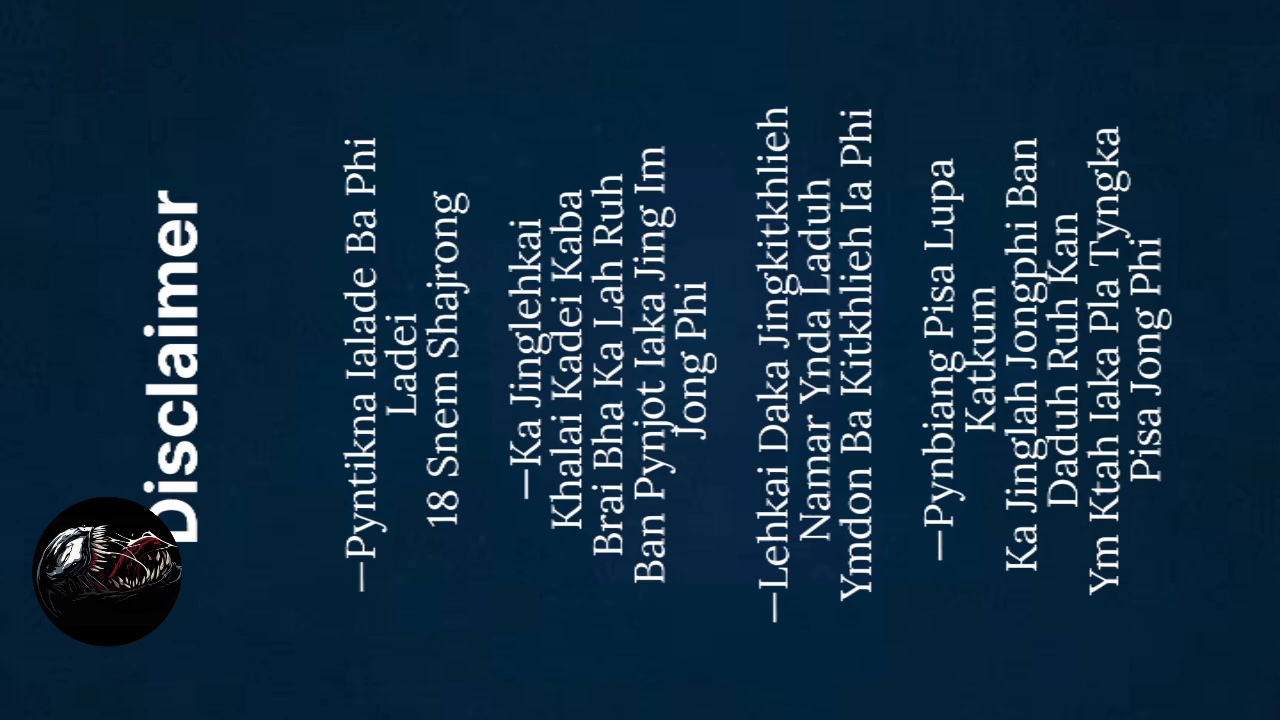 Disclaimer
—Pyntikna Ialade Ba Phi
Ladei
18 Snem Shajrong
—Ka Jinglehkai
Khalai Kadei Kaba
Brai Bha Ka Lah Ruh
Ban Pynjot Iaka Jing Im
Jong Phi
—Lehkai Daka Jingkitkhlieh
Namar Ynda Laduh
Ymdon Ba Kitkhlieh Ia Phi
—Pynbiang Pisa Lupa
Katkum
Ka Jinglah Jongphi Ban
Daduh Ruh Kan
Ym Ktah Iaka Pla Tyngka
Pisa Jong Phi